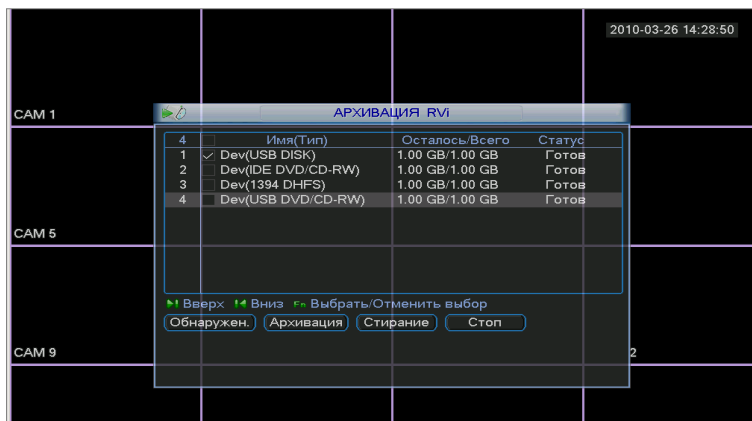 2010-03-26 14:28:50
CAM 1
АРХИВАЦИЯ RVi
4 Имя(Тип) Осталось/Всего Статус
1 Dev(USB DISK) 1.00 GB/1.00 GB Готов
2 Dev(IDE DVD/CD-RW) 1.00 GB/1.00 GB Готов
3 Dev(1394 DHFS) 1.00 GB/1.00 GB Готов
4 Dev(USB DVD/CD-RW) 1.00 GB/1.00 GB Готов
CAM 5
Вверх Вниз Fn Выбрать/Отменить выбор
Обнаружен. Архивация Стирание Стоп
CAM 9 2